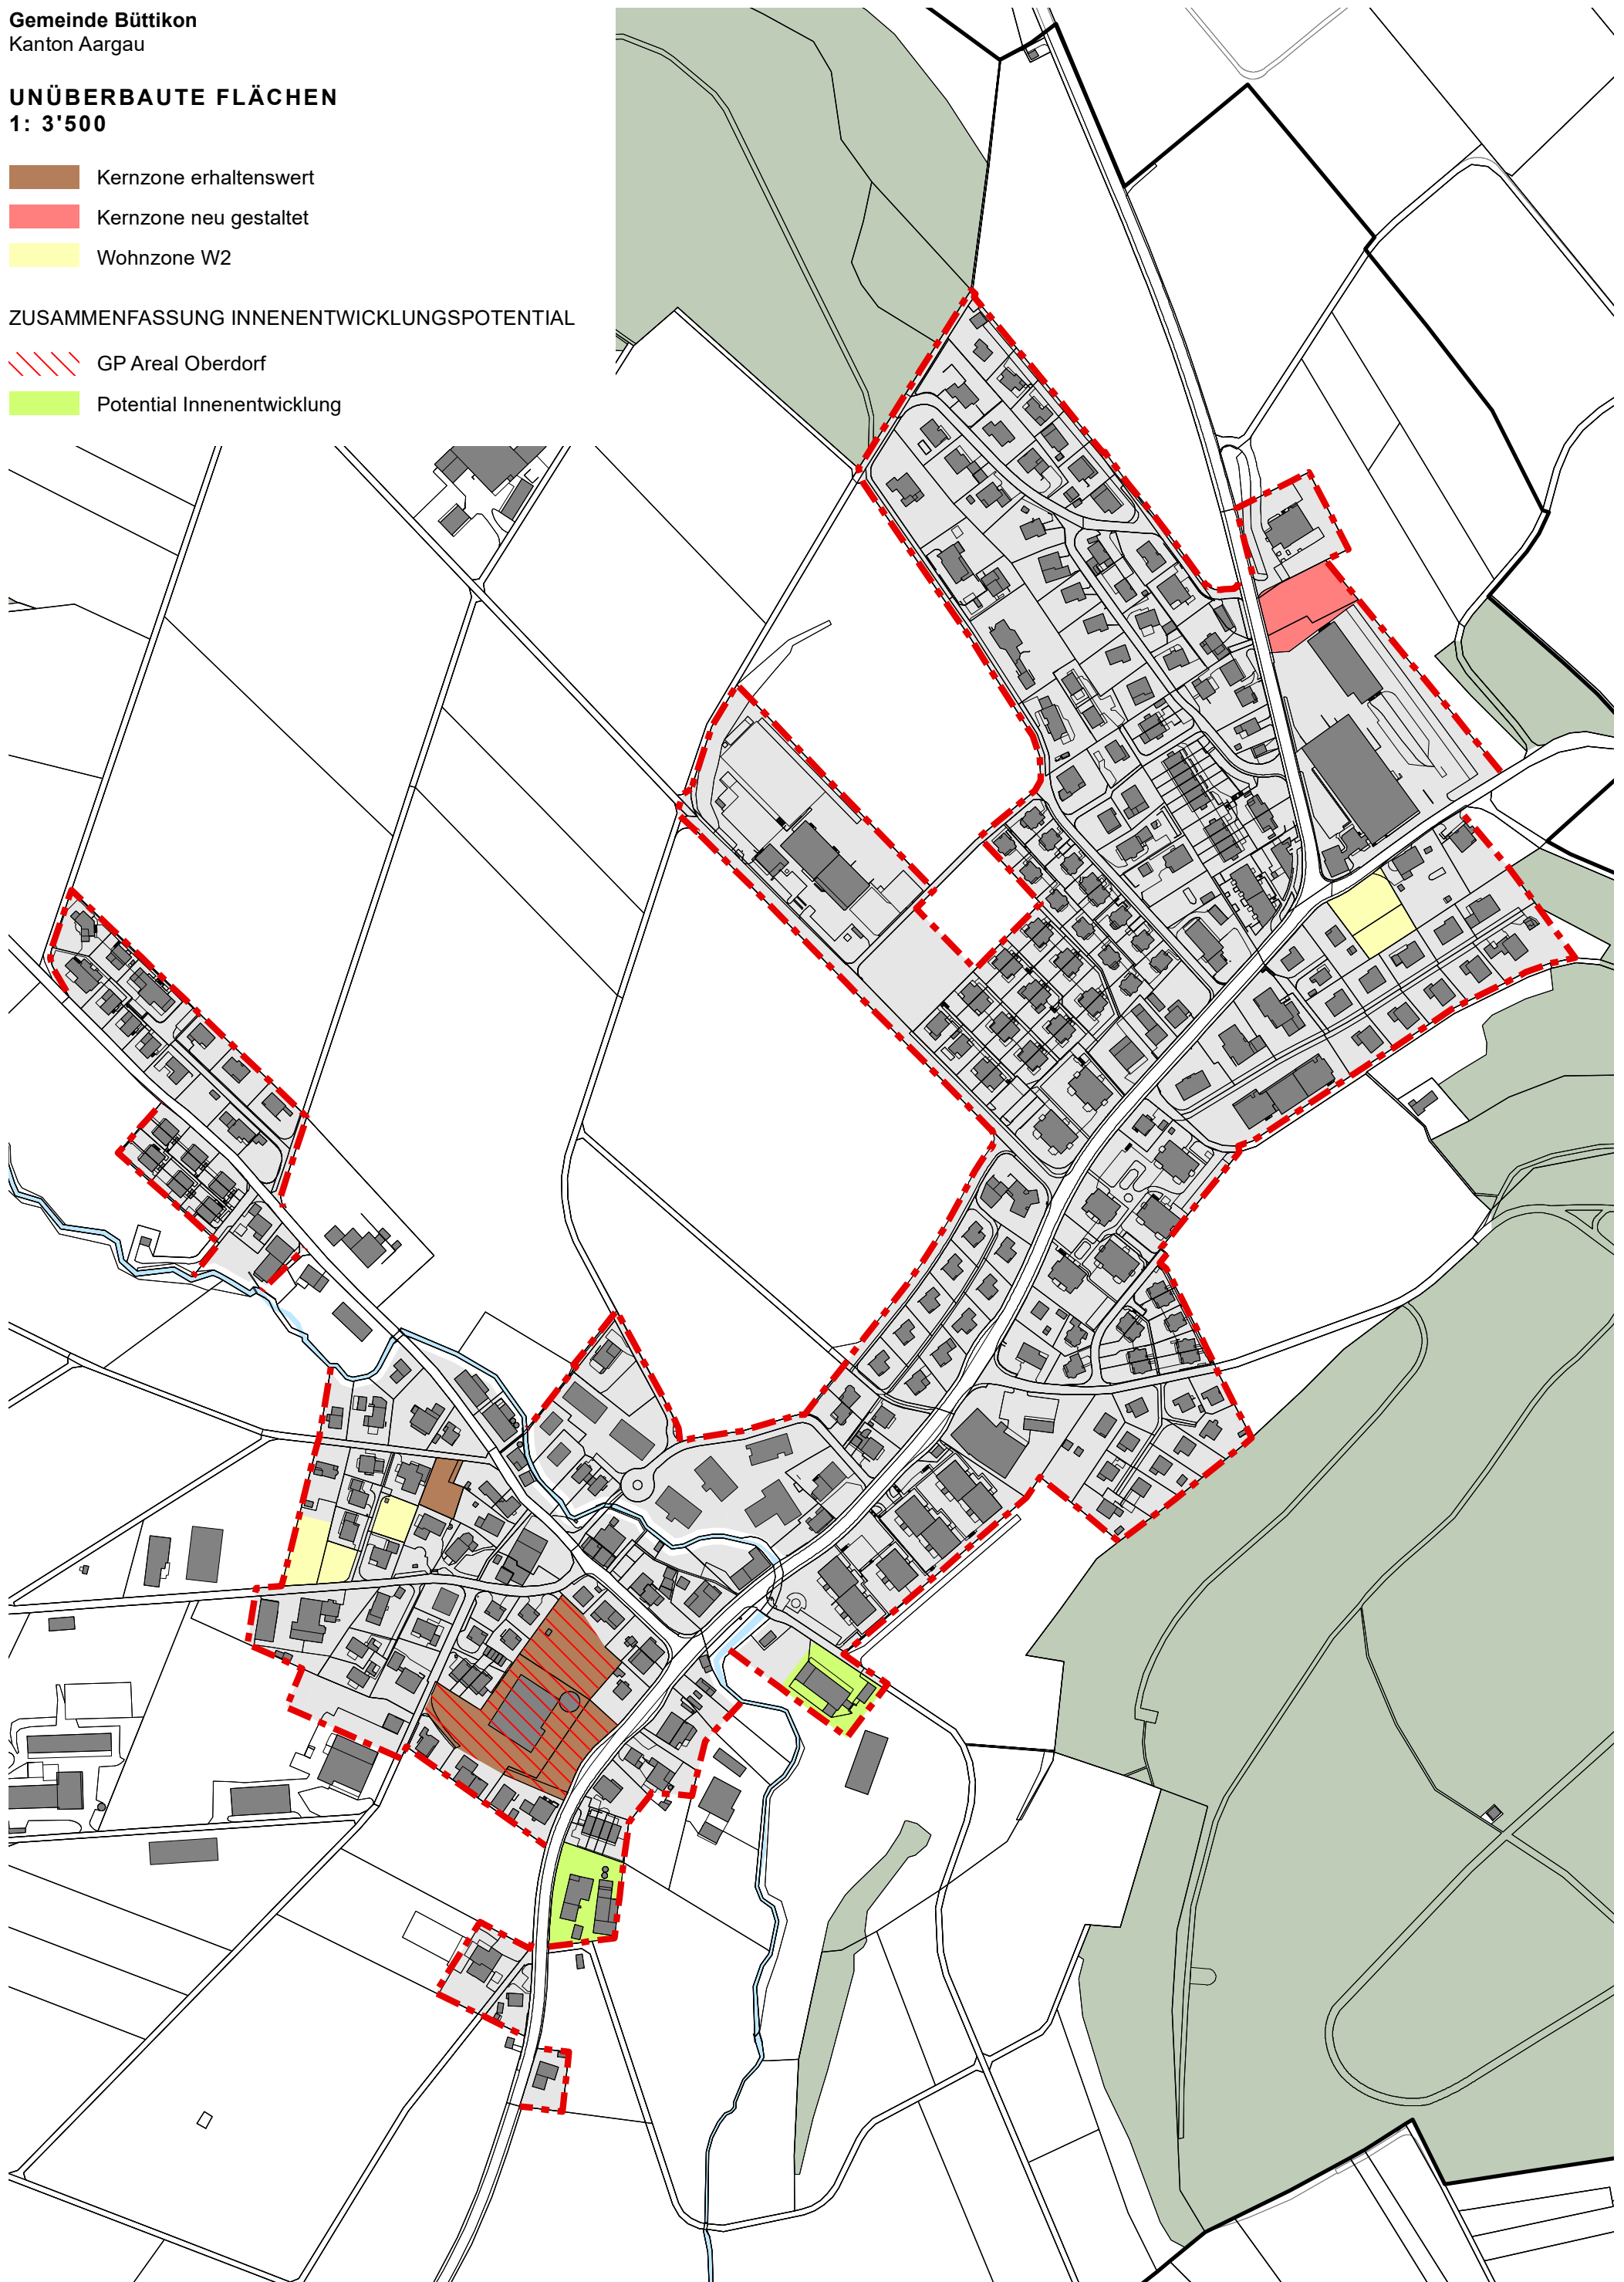 Gemeinde Büttikon
Kanton Aargau
UNÜBERBAUTE FLÄCHEN
1: 3'500
Kernzone erhaltenswert
Kernzone neu gestaltet
Wohnzone W2
ZUSAMMENFASSUNG INNENENTWICKLUNGSPOTENTIAL
GP Areal Oberdorf
Potential Innenentwicklung